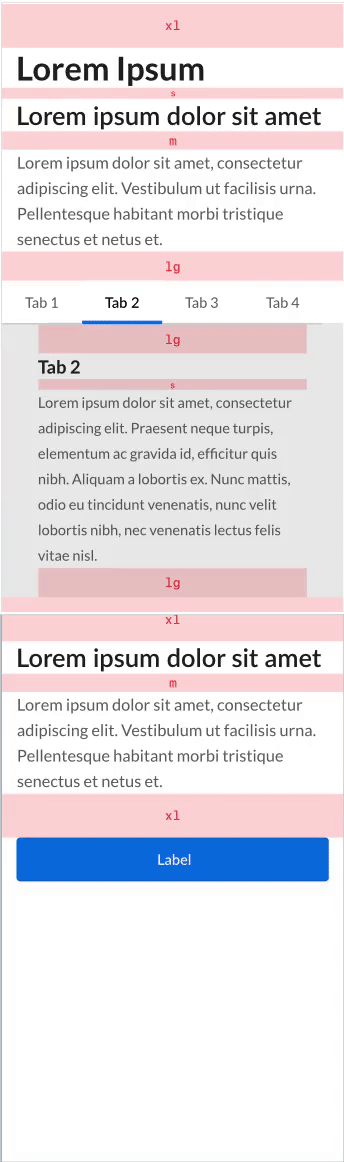 xl
Lorem Ipsum
s
Lorem ipsum dolor sit amet
m
Lorem ipsum dolor sit amet, consectetur
adipiscing elit. Vestibulum ut facilisis urna.
Pellentesque habitant morbi tristique
senectus et netus et.
lg
Tab 1 Tab 2 Tab 3 Tab 4
lg
Tab 2
s
Lorem ipsum dolor sit amet, consectetur
adipiscing elit. Praesent neque turpis,
elementum ac gravida id, efficitur quis
nibh. Aliquam a lobortis ex. Nunc mattis,
odio eu tincidunt venenatis, nunc velit
lobortis nibh, nec venenatis lectus felis
vitae nisl.
lg
xl
Lorem ipsum dolor sit amet
m
Lorem ipsum dolor sit amet, consectetur
adipiscing elit. Vestibulum ut facilisis urna.
Pellentesque habitant morbi tristique
senectus et netus et.
xl
Label